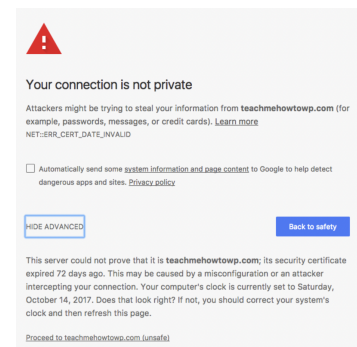 Your connection is not private
Attackers might be trying to steal your information from teachmehowtowp.com (for
example, passwords, messages, or credit cards). Learn more
NET::ERR_CERT_DATE_INVALID
Automatically send some system information and page content to Google to help detect
dangerous apps and sites. Privacy policy
HIDE ADVANCED
Back to safety
This server could not prove that it is teachmehowtowp.com; its security certificate
expired 72 days ago. This may be caused by a misconfiguration or an attacker
intercepting your connection. Your computer's clock is currently set to Saturday,
October 14, 2017. Does that look right? If not, you should correct your system's
clock and then refresh this page.
Proceed to teachmehowtowp.com (unsafe)